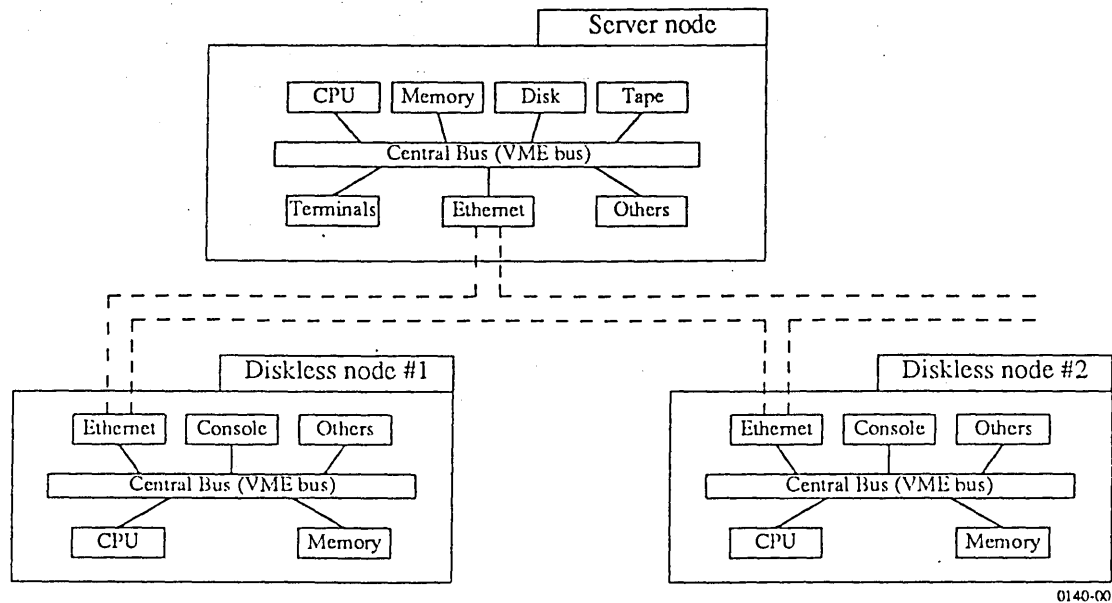 Server node
CPU Memory Disk Tape
Central Bus (VME bus)
Terminals Ethernet Others
Diskless node #1
Ethernet Console Others
Central Bus (VME bus)
CPU Memory
Diskless node #2
Ethernet Console Others
Central Bus (VME bus)
CPU Memory
0140-00